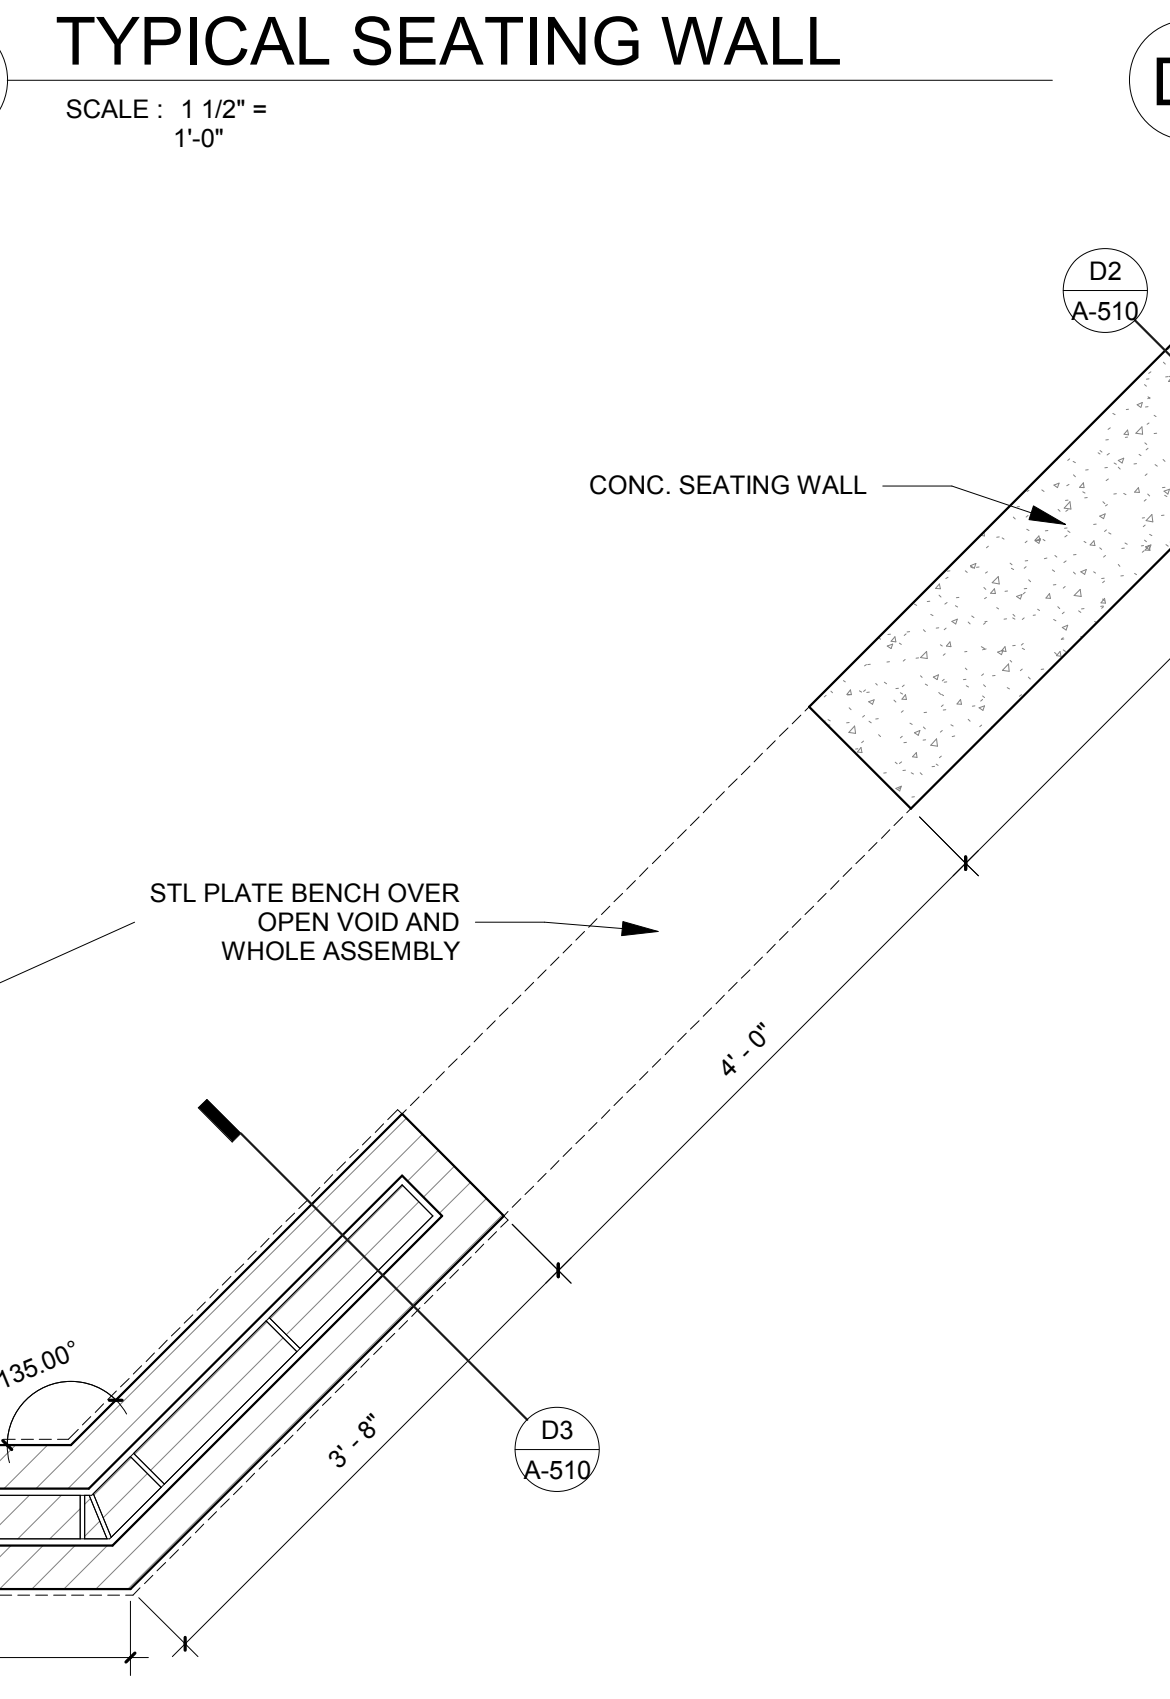 TYPICAL SEATING WALL
SCALE : 1 1/2" =
1'-0"
D
D2
A-510
CONC. SEATING WALL
STL PLATE BENCH OVER
OPEN VOID AND
WHOLE ASSEMBLY
4' - 0"
135.00°
3' - 8"
D3
A-510